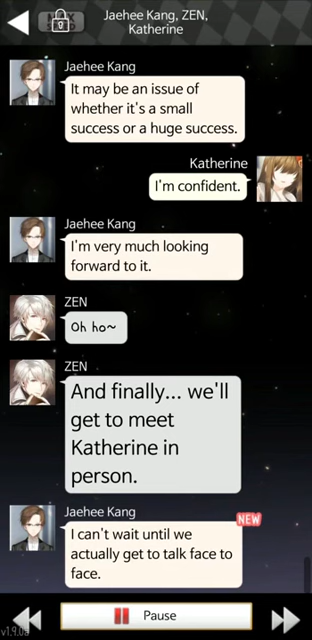 Jaehee Kang, ZEN,
Katherine
Jaehee Kang
It may be an issue of
whether it's a small
success or a huge success.
Katherine
I'm confident.
Jaehee Kang
I'm very much looking
forward to it.
ZEN
Oh ho~
ZEN
And finally... we'll
get to meet
Katherine in
person.
Jaehee Kang
NEW
I can't wait until we
actually get to talk face to
face.
Pause